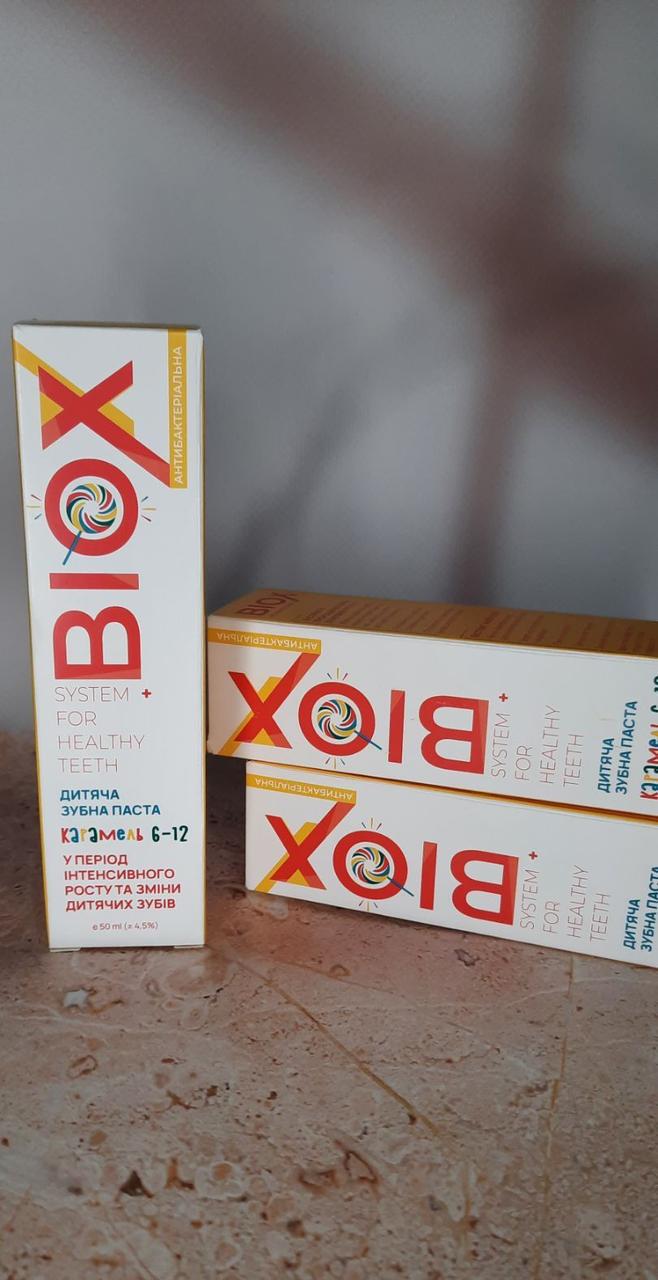 BIOX
АНТИБАКТЕРІАЛЬНА
SYSTEM +
FOR
HEALTHY
TEETH
ДИТЯЧА
ЗУБНА ПАСТА
Карамель 6-12
У ПЕРІОД
ІНТЕНСИВНОГО
РОСТУ ТА ЗМІНИ
ДИТЯЧИХ ЗУБІВ
e 50 ml (± 4,5%)
BIOX
АНТИБАКТЕРІАЛЬНА
BIOX
SYSTEM +
FOR
HEALTHY
TEETH
ДИТЯЧА
ЗУБНА ПАСТА
Карамель 6-12
АНТИБАКТЕРІАЛЬНА
BIOX
SYSTEM +
FOR
HEALTHY
TEETH
ДИТЯЧА
ЗУБНА ПАСТА